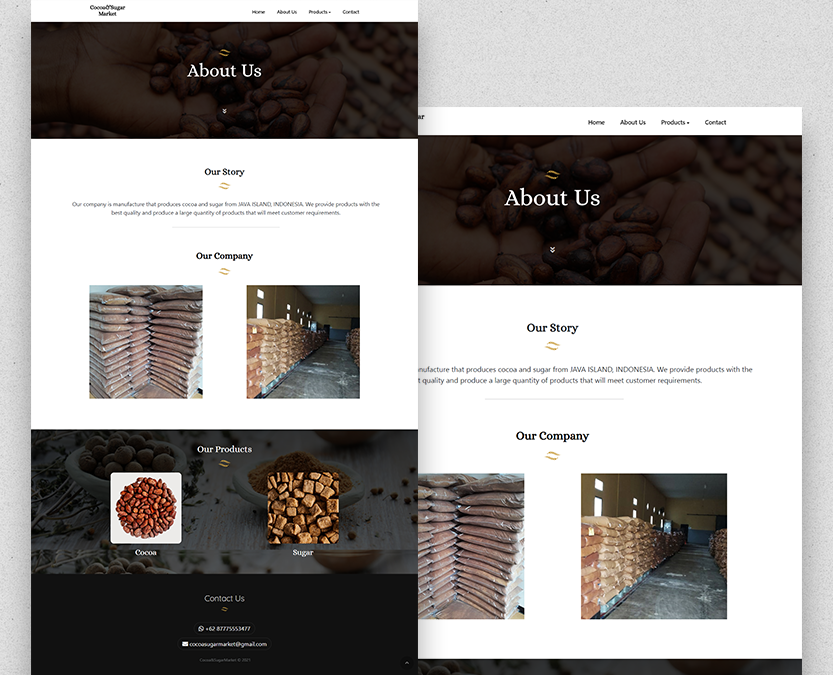 Cocoa&Sugar
Market
Home
About Us
Products
Contact
About Us
Our Story
Our company is manufacture that produces cocoa and sugar from JAVA ISLAND, INDONESIA. We provide products with the
best quality and produce a large quantity of products that will meet customer requirements.
Our Company
Our Products
Cocoa
Sugar
Contact Us
+62 87775553477
cocoasugarmarket@gmail.com
Cocoa&SugarMarket © 2021
ar
Home
About Us
Products
Contact
About Us
Our Story
nufacture that produces cocoa and sugar from JAVA ISLAND, INDONESIA. We provide products with the
t quality and produce a large quantity of products that will meet customer requirements.
Our Company